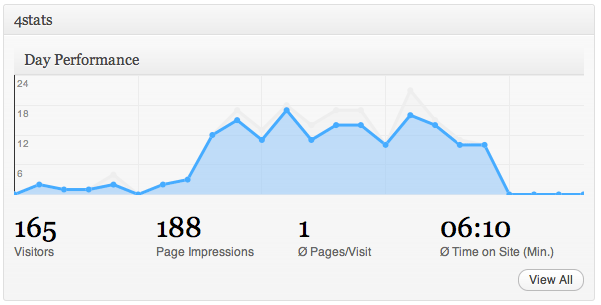 4stats
Day Performance
24
18
12
6
165 188 1 06:10
Visitors Page Impressions Ø Pages/Visit Ø Time on Site (Min.)
View All